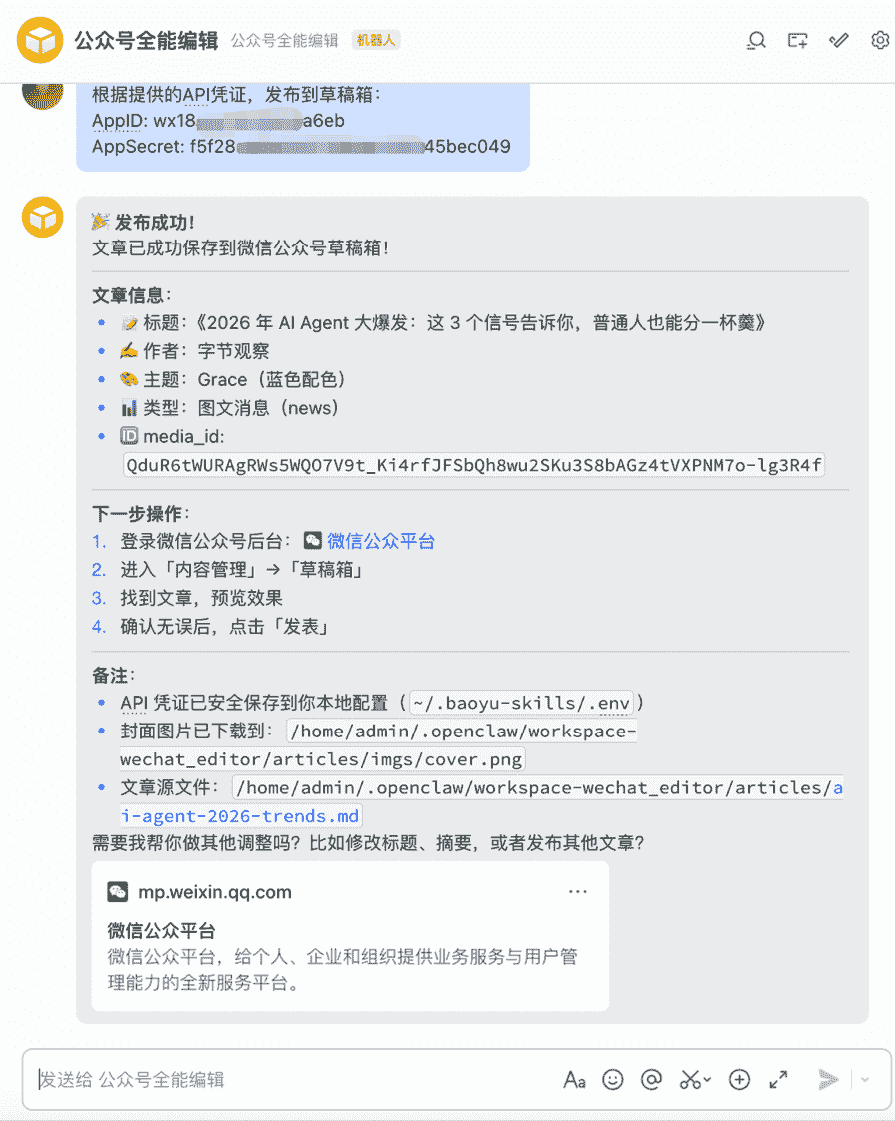 公众号全能编辑 公众号全能编辑 机器人
根据提供的API凭证，发布到草稿箱：
AppID: wx18 a6eb
AppSecret: f5f28 45bec049
🎉 发布成功！
文章已成功保存到微信公众号草稿箱！
文章信息：
• 📝 标题：《2026 年 AI Agent 大爆发：这 3 个信号告诉你，普通人也能分一杯羹》
• ✍️ 作者：字节观察
• 🎨 主题：Grace（蓝色配色）
• 📊 类型：图文消息（news）
• 🆔 media_id:
QduR6tWURAgRWs5WQO7V9t_Ki4rfJFSbQh8wu2SKu3S8bAGz4tVXPNM7o-lg3R4f
下一步操作：
1. 登录微信公众号后台： 微信公众平台
2. 进入「内容管理」→「草稿箱」
3. 找到文章，预览效果
4. 确认无误后，点击「发表」
备注：
• API 凭证已安全保存到你本地配置（~/.baoyu-skills/.env）
• 封面图片已下载到：/home/admin/.openclaw/workspace-
wechat_editor/articles/imgs/cover.png
• 文章源文件：/home/admin/.openclaw/workspace-wechat_editor/articles/a
i-agent-2026-trends.md
需要我帮你做其他调整吗？比如修改标题、摘要，或者发布其他文章？
mp.weixin.qq.com ···
微信公众平台
微信公众平台，给个人、企业和组织提供业务服务与用户管
理能力的全新服务平台。
发送给 公众号全能编辑 Aa